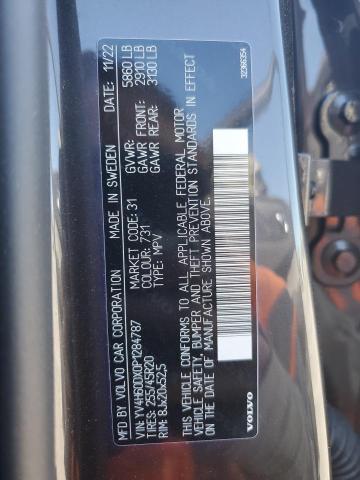 MFD BY VOLVO CAR CORPORATION MADE IN SWEDEN DATE: 11/22
VIN: YV4H60DX0P1284787
TIRES: 255/45R20
RIM: 8Jx20x52.5
MARKET CODE: 31
COLOUR: 731
TYPE: MPV
GVWR: 5860 LB
GAWR FRONT: 2910 LB
GAWR REAR: 3130 LB
THIS VEHICLE CONFORMS TO ALL APPLICABLE FEDERAL MOTOR
VEHICLE SAFETY, BUMPER AND THEFT PREVENTION STANDARDS IN EFFECT
ON THE DATE OF MANUFACTURE SHOWN ABOVE.
VOLVO
32366354